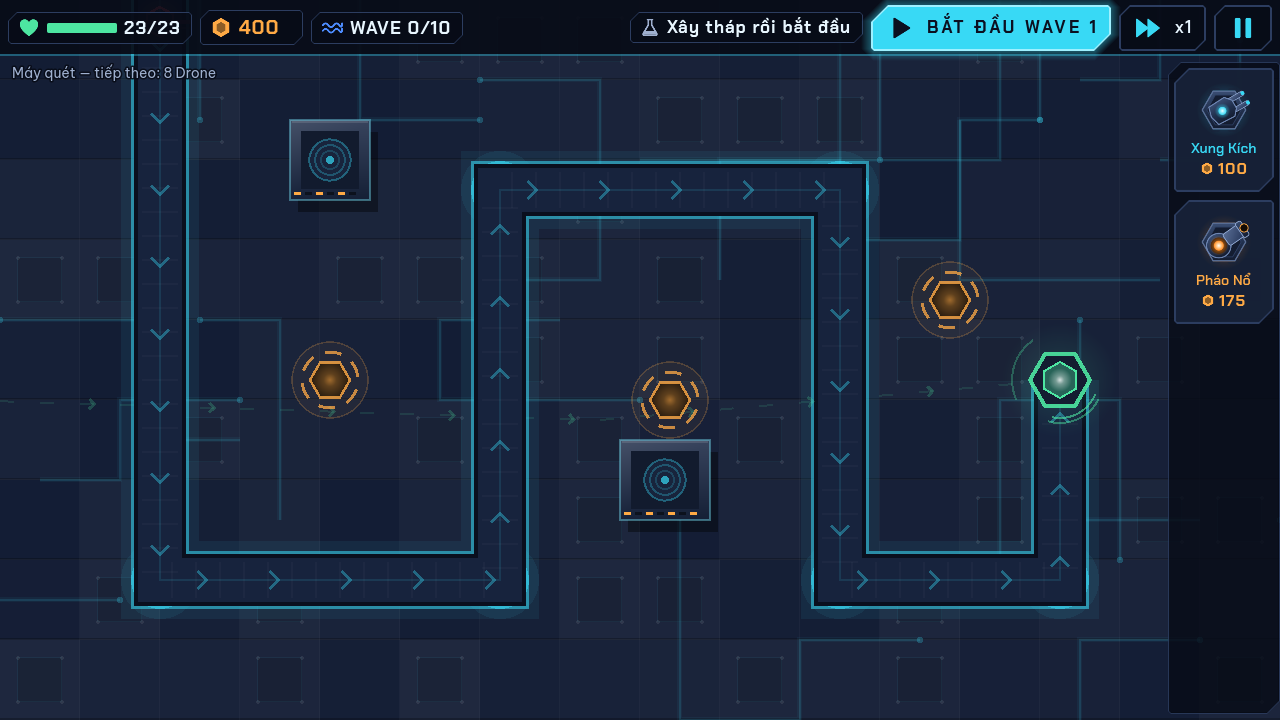 23/23
400
WAVE 0/10
Xây tháp rồi bắt đầu
BẮT ĐẦU WAVE 1
x1
Máy quét — tiếp theo: 8 Drone
Xung Kích
100
Pháo Nổ
175